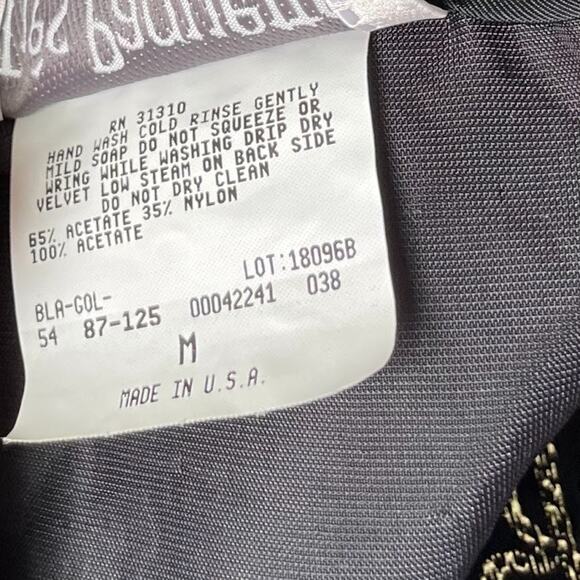 RN 31310
HAND WASH COLD RINSE GENTLY
MILD SOAP DO NOT SQUEEZE OR
WRING WHILE WASHING DRIP DRY
VELVET LOW STEAM ON BACK SIDE
DO NOT DRY CLEAN
65% ACETATE 35% NYLON
100% ACETATE
LOT:18096B
BLA-GOL-
54 87-125 00042241 038
M
MADE IN U.S.A.